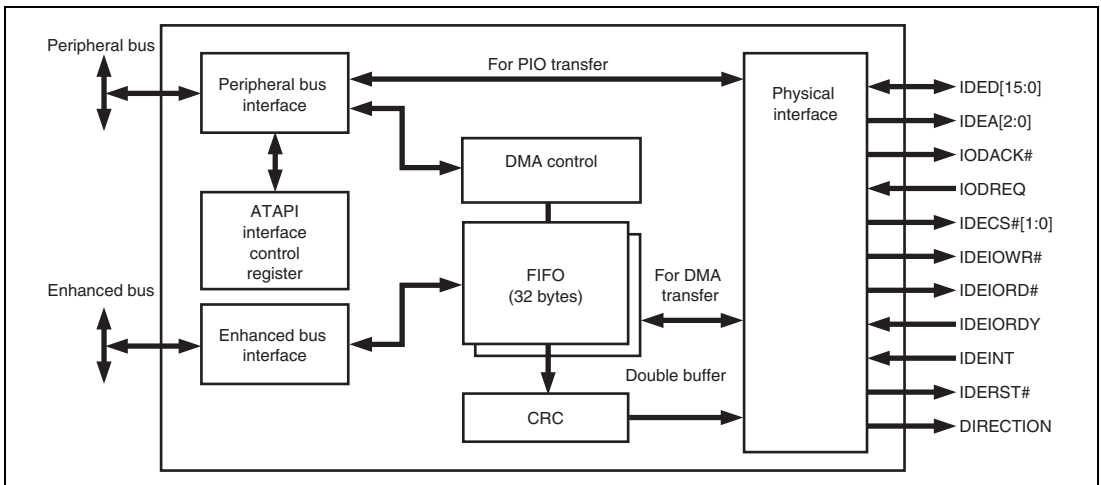 Peripheral bus
Peripheral bus
interface
For PIO transfer
Physical
interface
ATAPI
interface
control
register
DMA control
FIFO
(32 bytes)
For DMA
transfer
Enhanced bus
Enhanced bus
interface
Double buffer
CRC
IDED[15:0]
IDEA[2:0]
IODACK#
IODREQ
IDECS#[1:0]
IDEIOWR#
IDEIORD#
IDEIORDY
IDEINT
IDERST#
DIRECTION